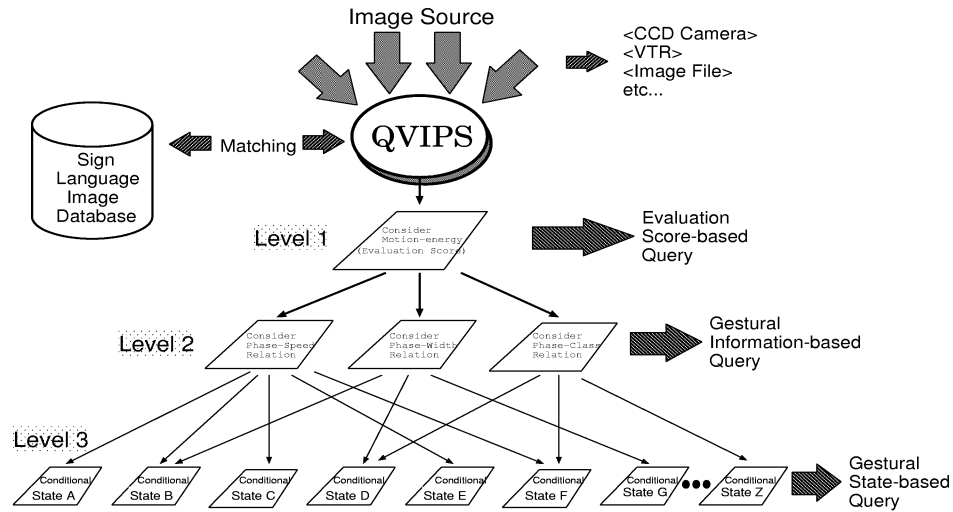 Image Source
<CCD Camera>
<VTR>
<Image File>
etc...
QVIPS
Matching
Sign
Language
Image
Database
Level 1
Consider
Motion-energy
(Evaluation Score)
Evaluation
Score-based
Query
Level 2
Consider
Phase-Speed
Relation
Consider
Phase-Width
Relation
Consider
Phase-Class
Relation
Gestural
Information-based
Query
Level 3
Conditional
State A
Conditional
State B
Conditional
State C
Conditional
State D
Conditional
State E
Conditional
State F
Conditional
State G
Conditional
State Z
Gestural
State-based
Query